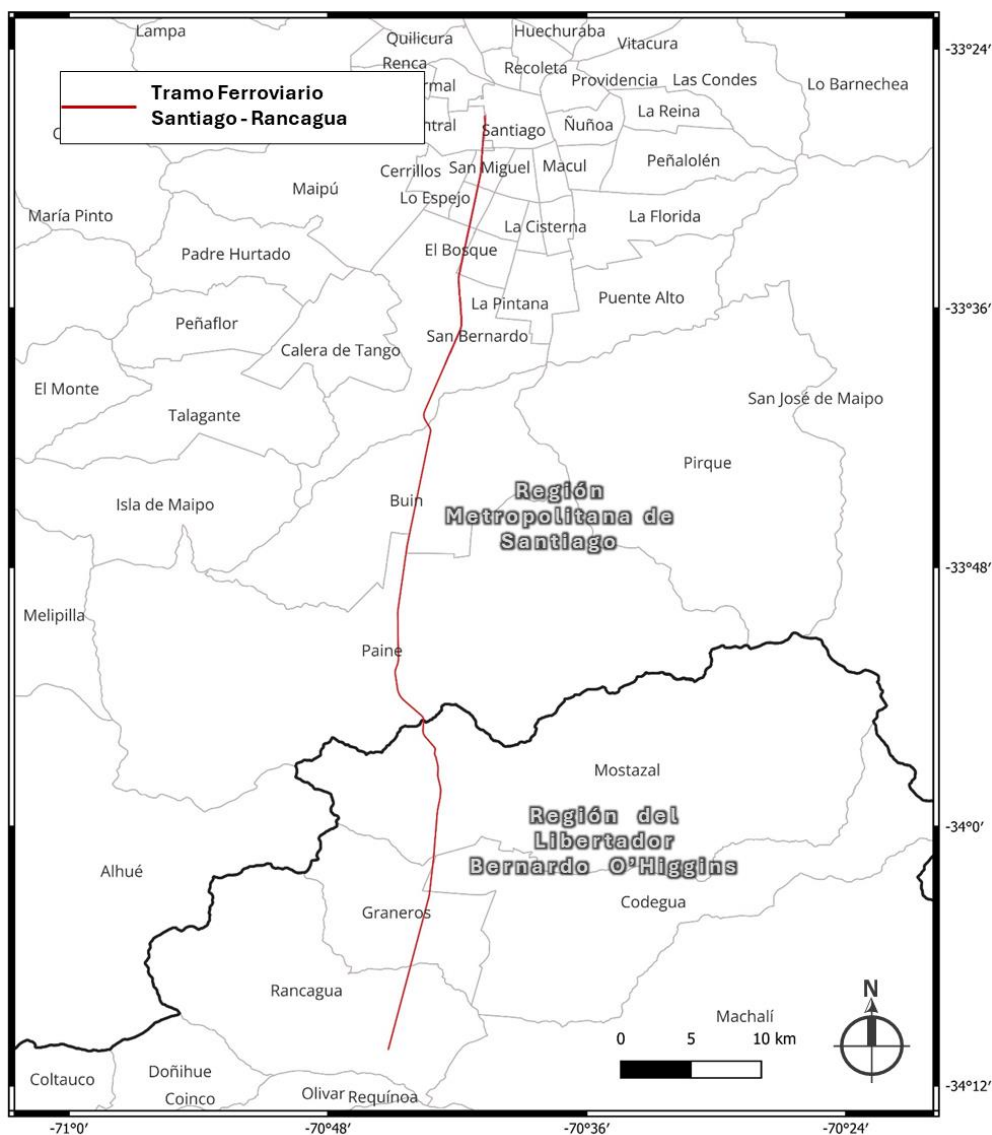 Lampa
Huechuraba
Quilicura
Vitacura
-33°24′
Renca
Recoleta
Providencia
Las Condes
Lo Barnechea
Tramo Ferroviario
Santiago - Rancagua
Santiago
Ñuñoa
La Reina
Cerrillos
San Miguel
Macul
Peñalolén
Maipú
Lo Espejo
María Pinto
La Cisterna
La Florida
Padre Hurtado
El Bosque
La Pintana
Puente Alto
-33°36′
Peñaflor
San Bernardo
Calera de Tango
El Monte
San José de Maipo
Talagante
Pirque
Isla de Maipo
Buin
Región
Metropolitana de
Santiago
-33°48′
Melipilla
Paine
Mostazal
Región del
Libertador
Bernardo O'Higgins
-34°0′
Alhué
Codegua
Graneros
Rancagua
N
Machalí
0 5 10 km
Coltauco
Doñihue
Coinco
Olivar
Requínoa
-34°12′
-71°0′
-70°48′
-70°36′
-70°24′